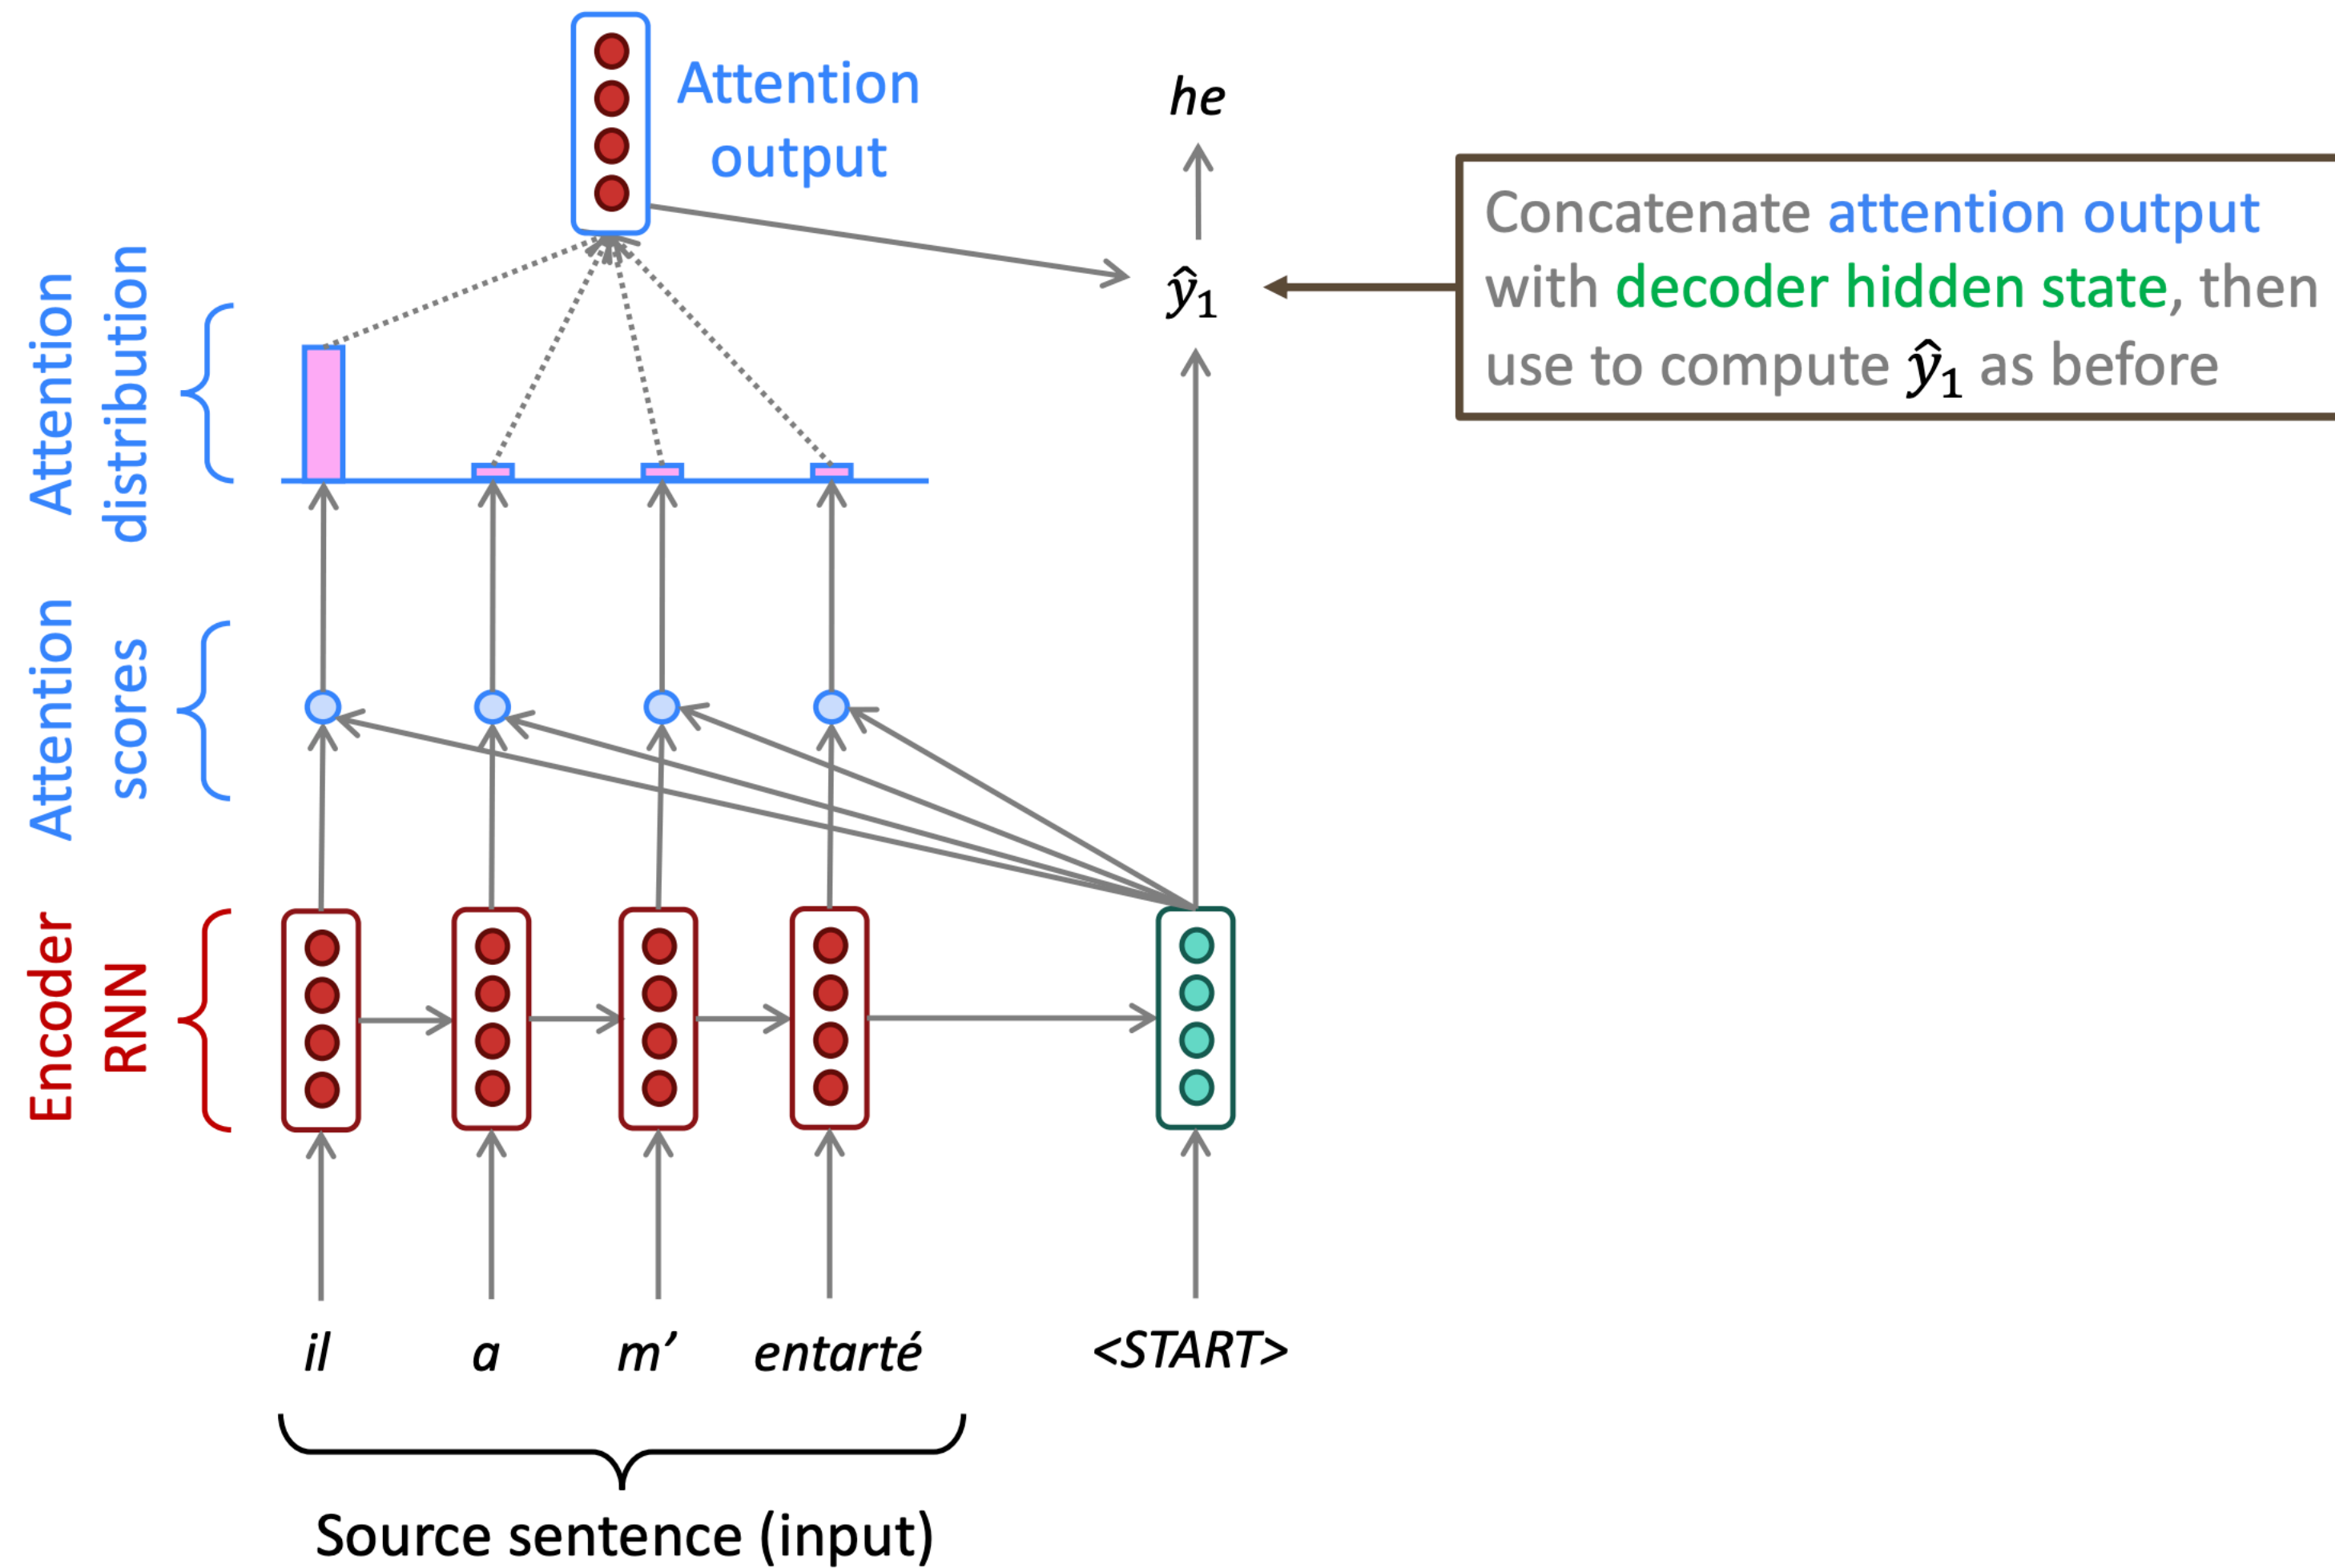 Attention
output
he
Concatenate attention output
with decoder hidden state, then
use to compute ŷ₁ as before
ŷ₁
Attention
distribution
Attention
scores
Encoder
RNN
il a m’ entarté <START>
Source sentence (input)